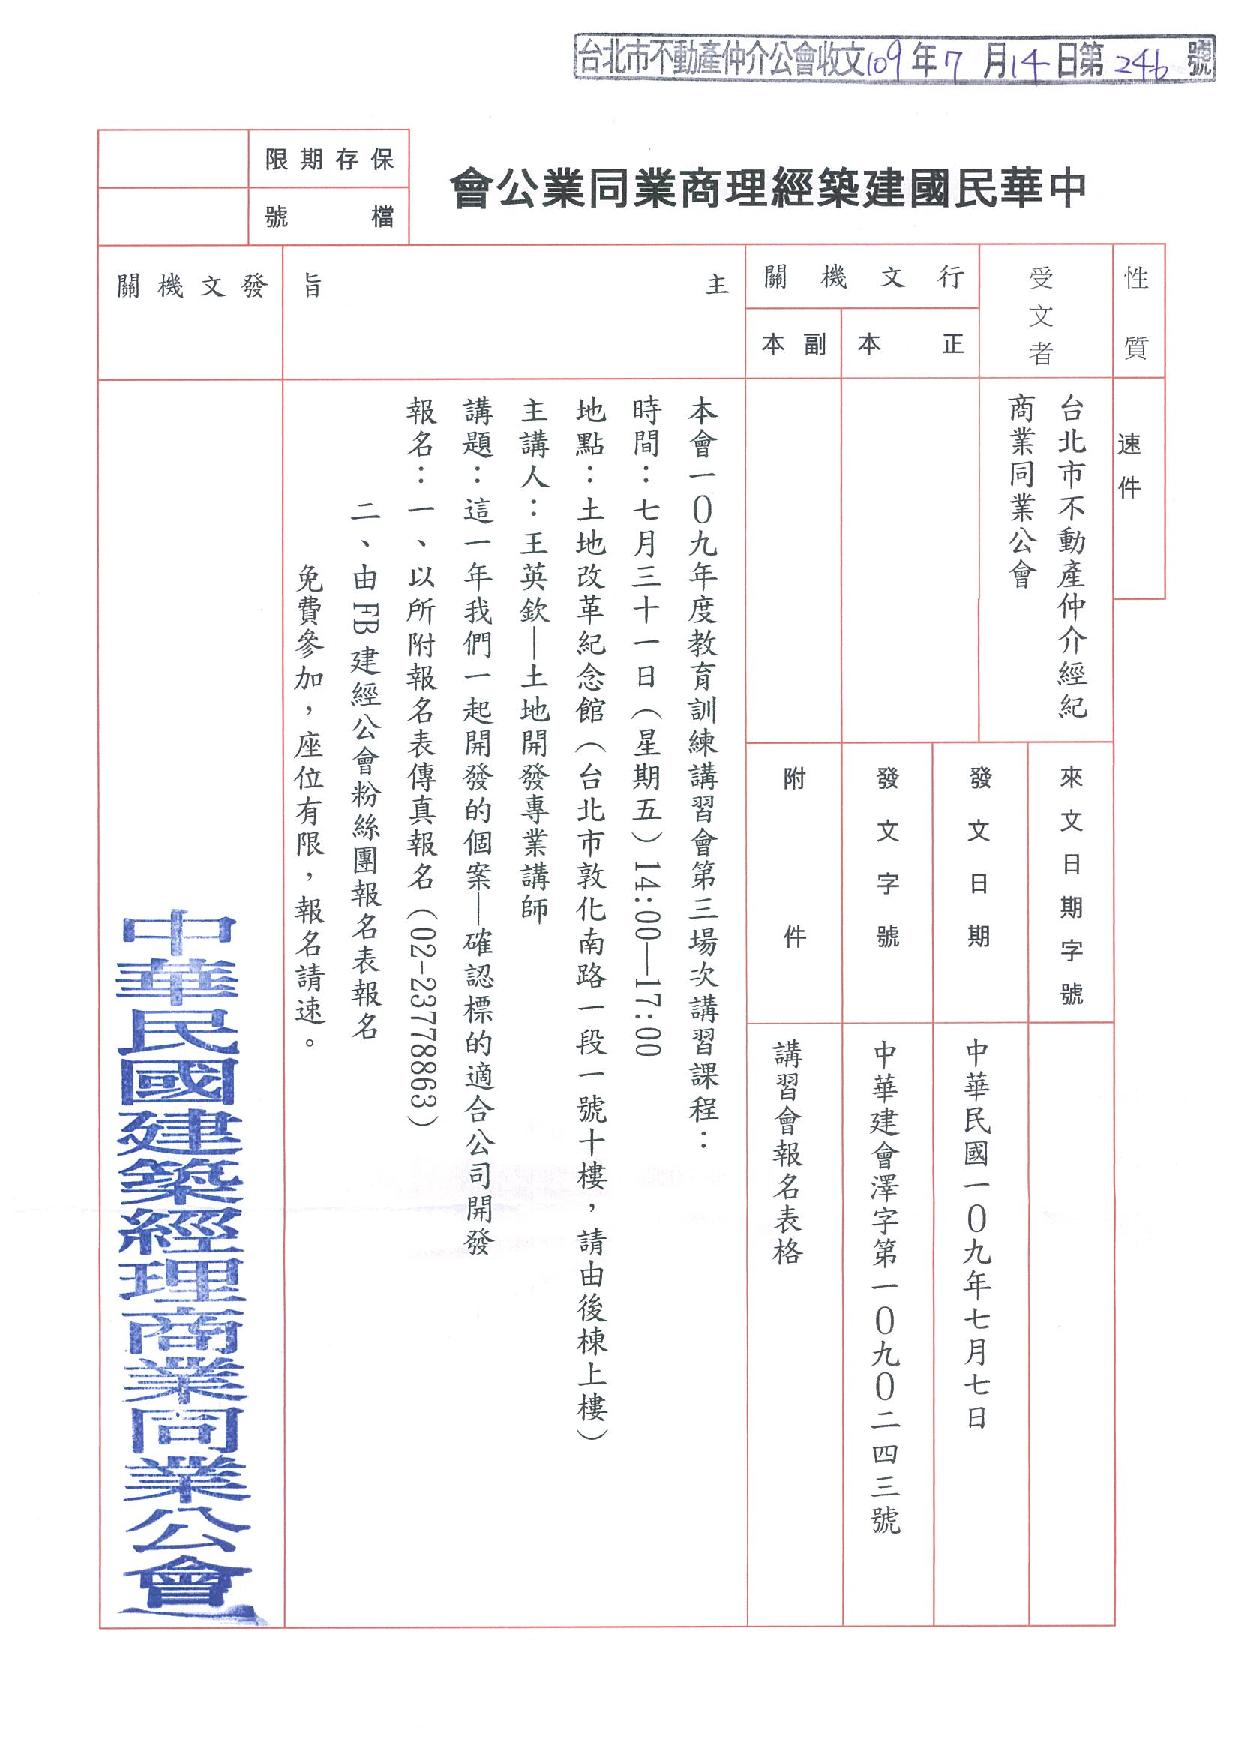 台北市不動產仲介公會收文109年7月14日第246號
中華民國建築經理商業同業公會
保存期限
檔號
性質
速件
受文者
台北市不動產仲介經紀
商業同業公會
行文機關
正本
副本
來文日期字號
發文日期
中華民國一0九年七月七日
發文字號
中華建會澤字第一0九0二四三號
附件
講習會報名表格
主旨
本會一0九年度教育訓練講習會第三場次講習課程：
時間：七月三十一日（星期五）14:00—17:00
地點：土地改革紀念館（台北市敦化南路一段一號十樓，請由後棟上樓）
主講人：王英欽—土地開發專業講師
講題：這一年我們一起開發的個案—確認標的適合公司開發
報名：一、以所附報名表傳真報名（02-23778863）
二、由FB建經公會粉絲團報名表報名
免費參加，座位有限，報名請速。
發文機關
中華民國建築經理商業同業公會